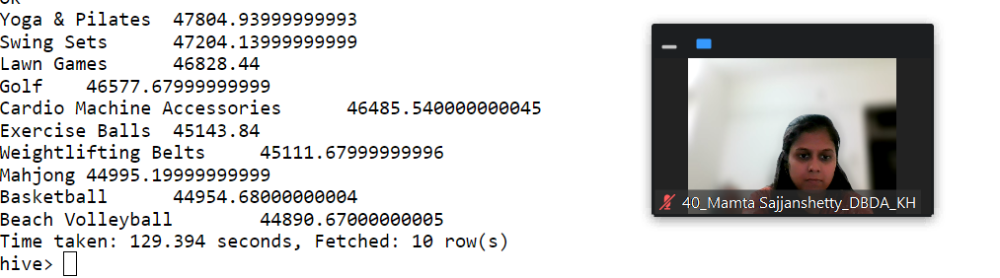 OK
Yoga & Pilates 47804.93999999993
Swing Sets 47204.13999999999
Lawn Games 46828.44
Golf 46577.67999999999
Cardio Machine Accessories 46485.540000000045
Exercise Balls 45143.84
Weightlifting Belts 45111.67999999996
Mahjong 44995.19999999999
Basketball 44954.68000000004
Beach Volleyball 44890.67000000005
Time taken: 129.394 seconds, Fetched: 10 row(s)
hive>
40_Mamta Sajjanshetty_DBDA_KH